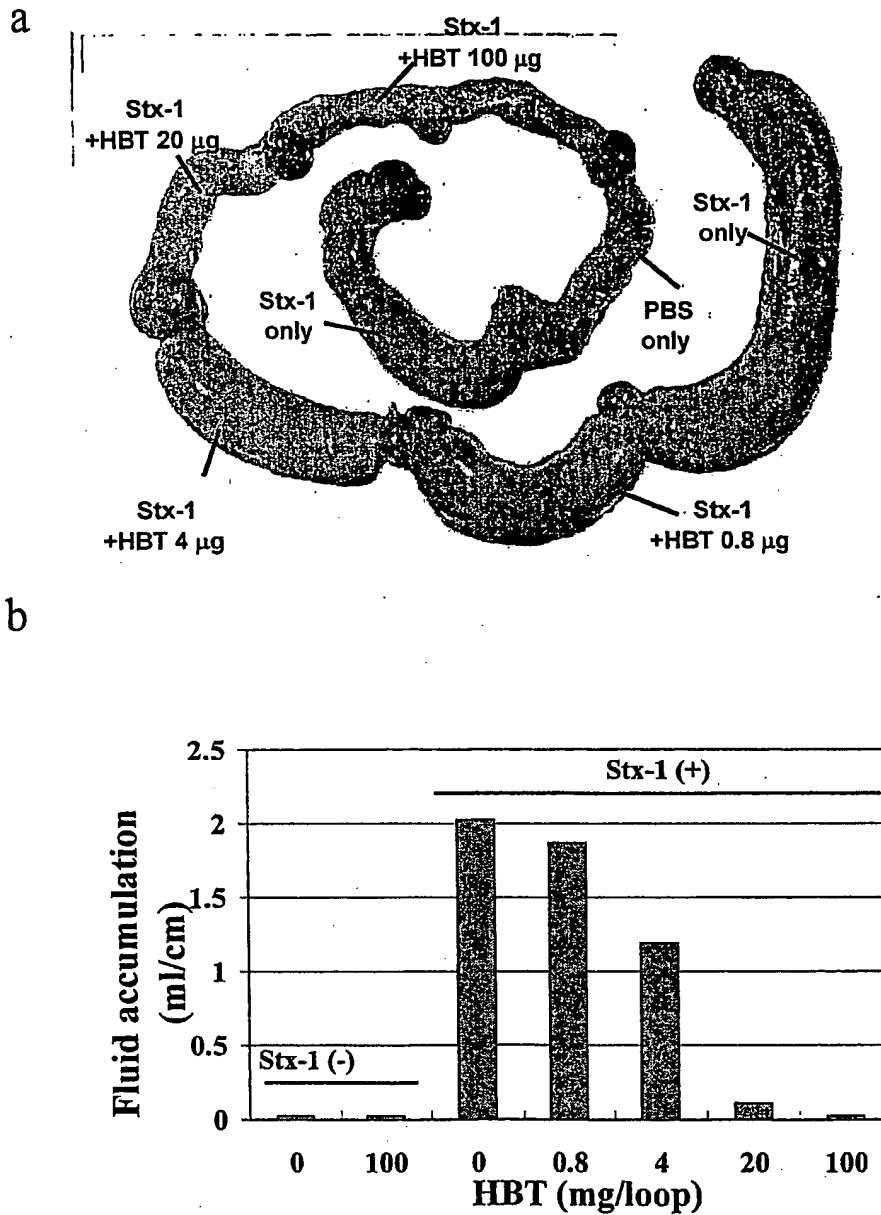 a
Stx-1
+HBT 100 µg
Stx-1
+HBT 20 µg
Stx-1
only
Stx-1
only
PBS
only
Stx-1
+HBT 4 µg
Stx-1
+HBT 0.8 µg
b
Fluid accumulation
(ml/cm)
2.5
2
1.5
1
0.5
0
Stx-1 (+)
Stx-1 (-)
0 100 0 0.8 4 20 100
HBT (mg/loop)